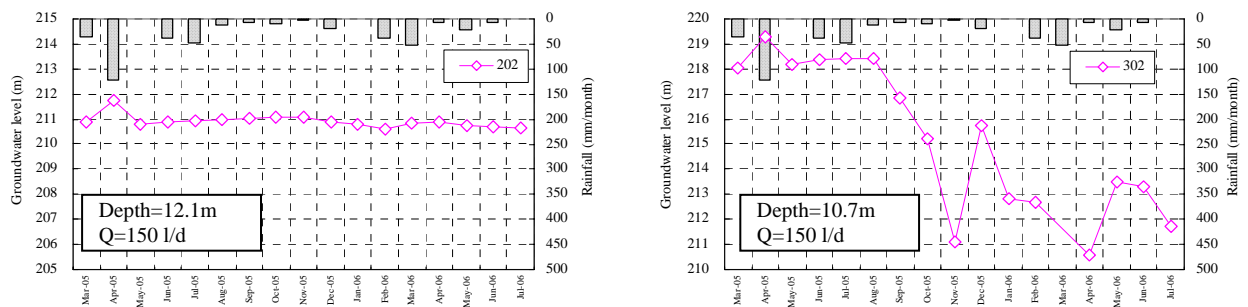 215
214
213
212
211
210
209
208
207
206
205
Groundwater level (m)
0
50
100
150
200
250
300
350
400
450
500
Rainfall (mm/month)
202
Depth=12.1m
Q=150 l/d
Mar-05
Apr-05
May-05
Jun-05
Jul-05
Aug-05
Sep-05
Oct-05
Nov-05
Dec-05
Jan-06
Feb-06
Mar-06
Apr-06
May-06
Jun-06
Jul-06
220
219
218
217
216
215
214
213
212
211
210
Groundwater level (m)
0
50
100
150
200
250
300
350
400
450
500
Rainfall (mm/month)
302
Depth=10.7m
Q=150 l/d
Mar-05
Apr-05
May-05
Jun-05
Jul-05
Aug-05
Sep-05
Oct-05
Nov-05
Dec-05
Jan-06
Feb-06
Mar-06
Apr-06
May-06
Jun-06
Jul-06